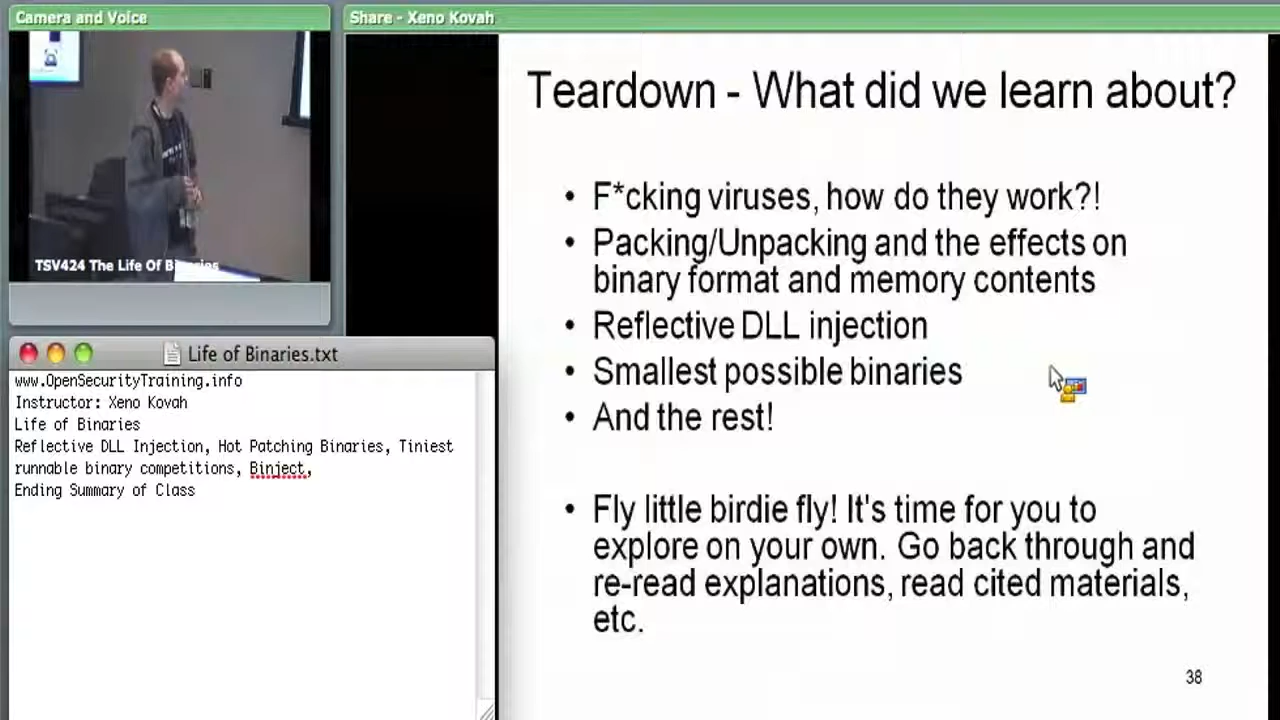 Camera and Voice
Share - Xeno Kovah
TSV424 The Life Of Binaries
Teardown - What did we learn about?
• F*cking viruses, how do they work?!
• Packing/Unpacking and the effects on
binary format and memory contents
• Reflective DLL injection
• Smallest possible binaries
• And the rest!
• Fly little birdie fly! It's time for you to
explore on your own. Go back through and
re-read explanations, read cited materials,
etc.
38
Life of Binaries.txt
www.OpenSecurityTraining.info
Instructor: Xeno Kovah
Life of Binaries
Reflective DLL Injection, Hot Patching Binaries, Tiniest
runnable binary competitions, Binject,
Ending Summary of Class